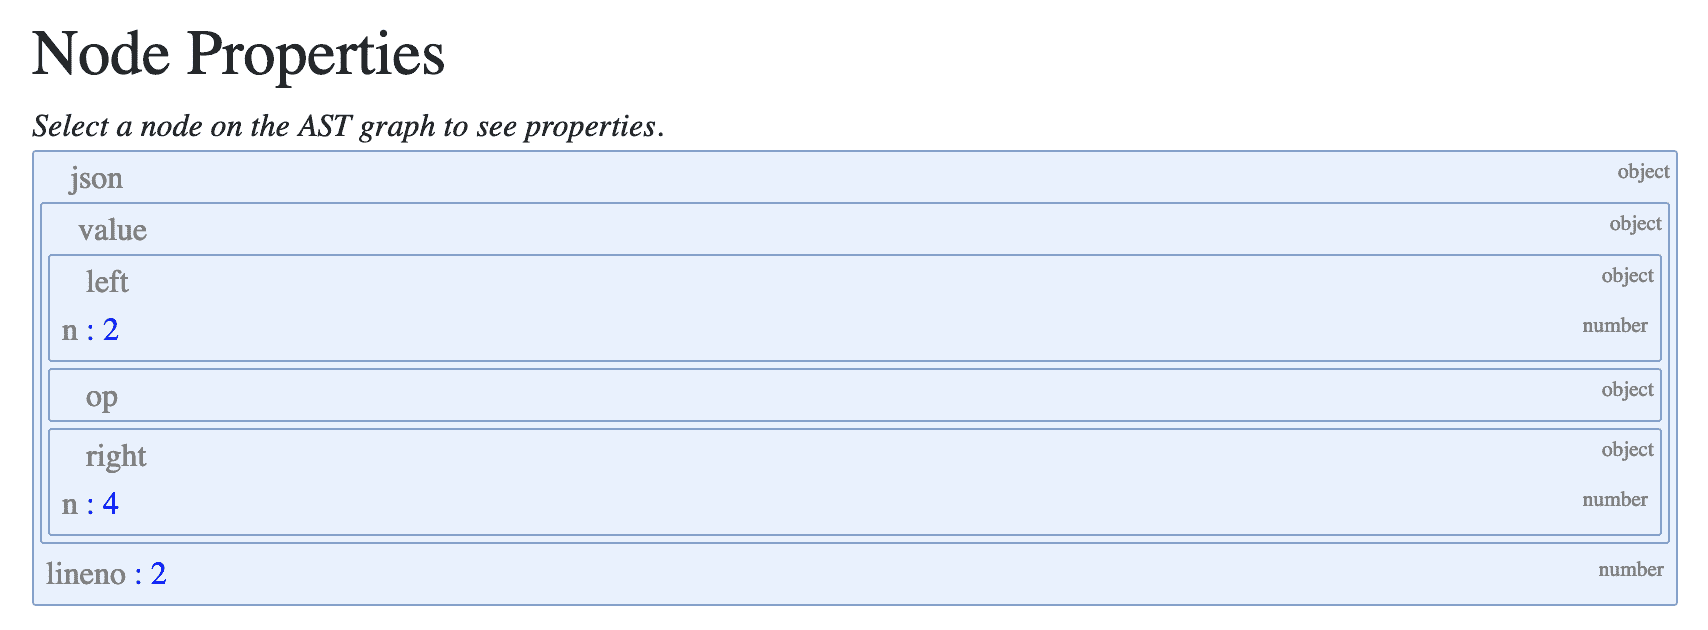 Node Properties
Select a node on the AST graph to see properties.
json object
value object
left object
n : 2 number
op object
right object
n : 4 number
lineno : 2 number